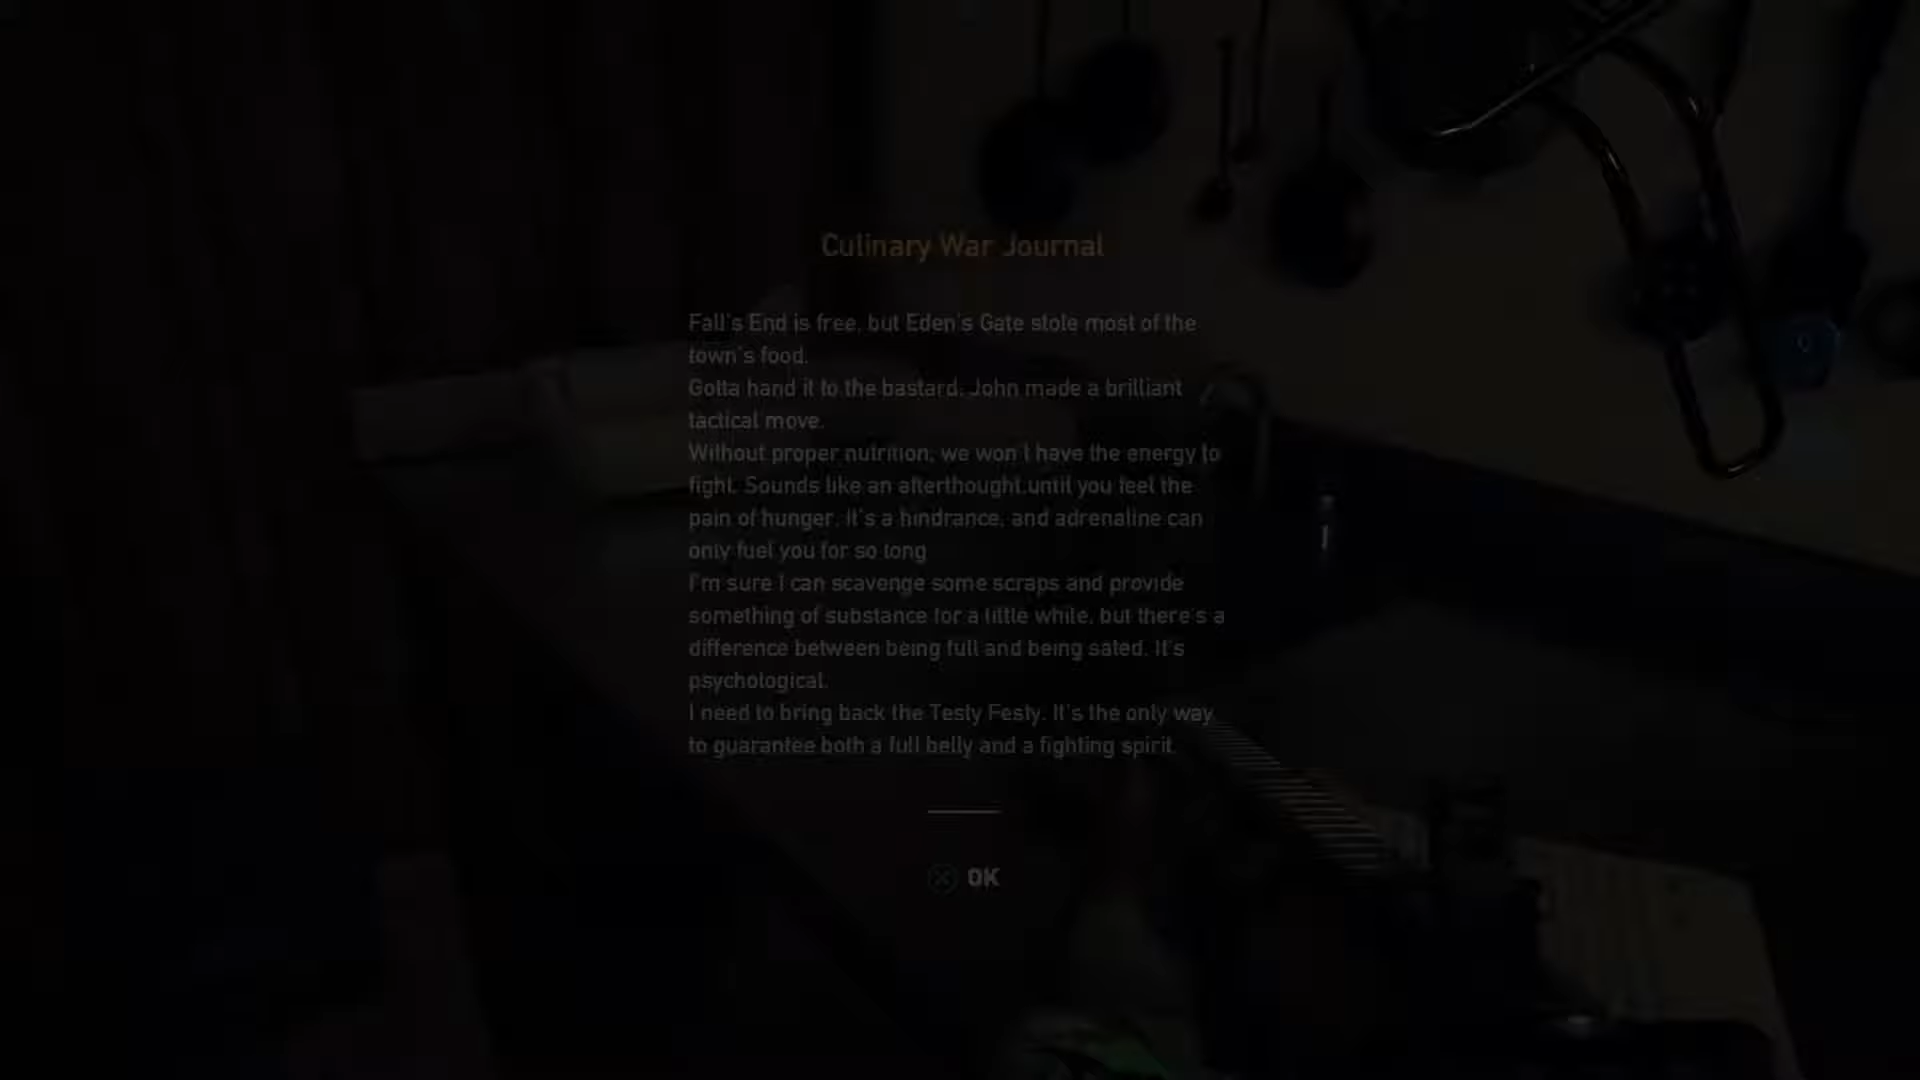 Culinary War Journal
Fall's End is free, but Eden's Gate stole most of the
town's food.
Gotta hand it to the bastard, John made a brilliant
tactical move.
Without proper nutrition, we won't have the energy to
fight. Sounds like an afterthought until you feel the
pain of hunger. It's a hindrance, and adrenaline can
only fuel you for so long
I'm sure I can scavenge some scraps and provide
something of substance for a little while, but there's a
difference between being full and being sated. It's
psychological.
I need to bring back the Testy Festy. It's the only way
to guarantee both a full belly and a fighting spirit.
OK